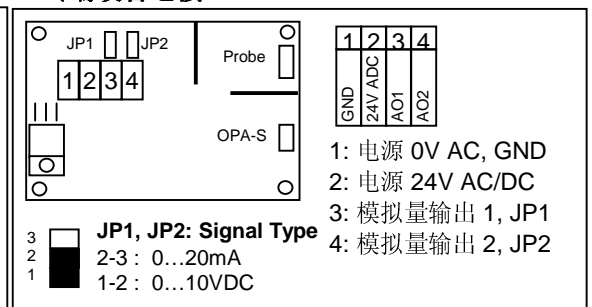 JP1 JP2
Probe
1 2 3 4
OPA-S
1 2 3 4
GND
24V ADC
AO1
AO2
1: 电源 0V AC, GND
2: 电源 24V AC/DC
3: 模拟量输出 1, JP1
4: 模拟量输出 2, JP2
JP1, JP2: Signal Type
3
2
1
2-3 : 0…20mA
1-2 : 0…10VDC